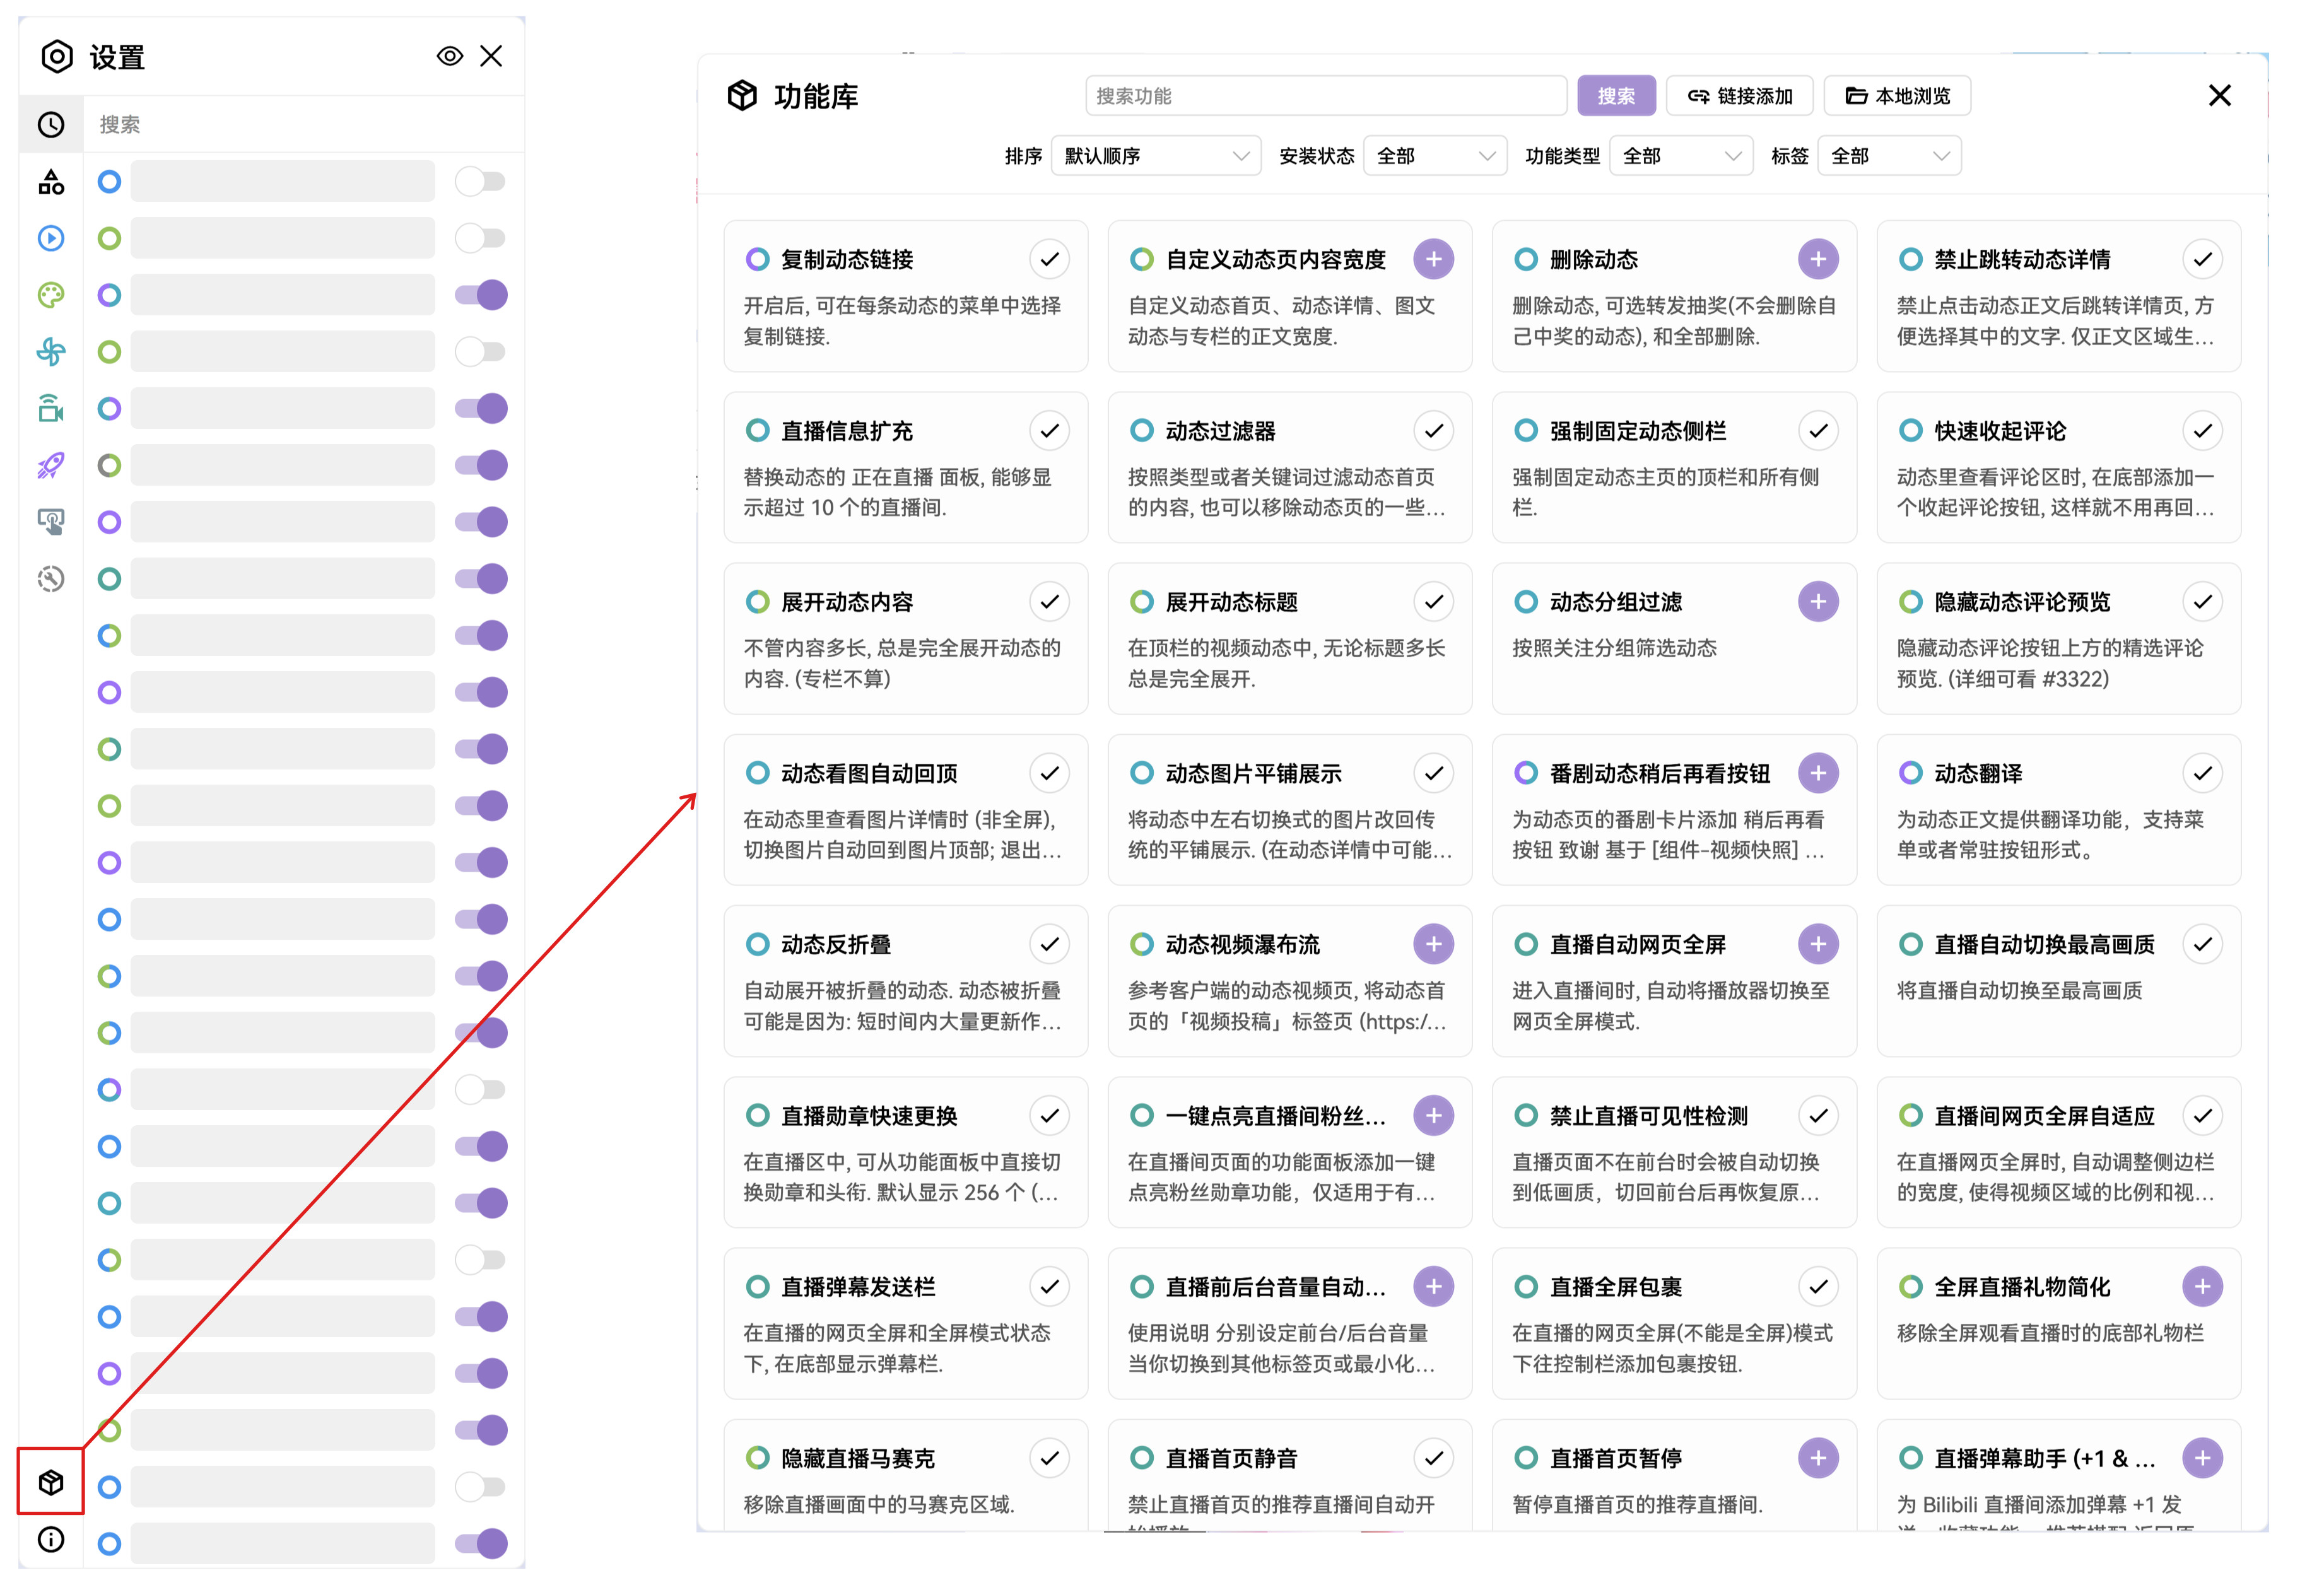 设置
搜索
功能库
搜索功能
搜索
链接添加
本地浏览
排序
默认顺序
安装状态
全部
功能类型
全部
标签
全部
复制动态链接
开启后, 可在每条动态的菜单中选择
复制链接.
自定义动态页内容宽度
自定义动态首页、动态详情、图文
动态与专栏的正文宽度.
删除动态
删除动态, 可选转发抽奖(不会删除自
己中奖的动态), 和全部删除.
禁止跳转动态详情
禁止点击动态正文后跳转详情页, 方
便选择其中的文字. 仅正文区域生...
直播信息扩充
替换动态的 正在直播 面板, 能够显
示超过 10 个的直播间.
动态过滤器
按照类型或者关键词过滤动态首页
的内容, 也可以移除动态页的一些...
强制固定动态侧栏
强制固定动态主页的顶栏和所有侧
栏.
快速收起评论
动态里查看评论区时, 在底部添加一
个收起评论按钮, 这样就不用再回...
展开动态内容
不管内容多长, 总是完全展开动态的
内容. (专栏不算)
展开动态标题
在顶栏的视频动态中, 无论标题多长
总是完全展开.
动态分组过滤
按照关注分组筛选动态
隐藏动态评论预览
隐藏动态评论按钮上方的精选评论
预览. (详细可看 #3322)
动态看图自动回顶
在动态里查看图片详情时 (非全屏),
切换图片自动回到图片顶部; 退出...
动态图片平铺展示
将动态中左右切换式的图片改回传
统的平铺展示. (在动态详情中可能...
番剧动态稍后再看按钮
为动态页的番剧卡片添加 稍后再看
按钮 致谢 基于 [组件-视频快照] ...
动态翻译
为动态正文提供翻译功能，支持菜
单或者常驻按钮形式。
动态反折叠
自动展开被折叠的动态. 动态被折叠
可能是因为: 短时间内大量更新作...
动态视频瀑布流
参考客户端的动态视频页, 将动态首
页的「视频投稿」标签页 (https:/...
直播自动网页全屏
进入直播间时, 自动将播放器切换至
网页全屏模式.
直播自动切换最高画质
将直播自动切换至最高画质
直播勋章快速更换
在直播区中, 可从功能面板中直接切
换勋章和头衔. 默认显示 256 个 (...
一键点亮直播间粉丝...
在直播间页面的功能面板添加一键
点亮粉丝勋章功能，仅适用于有...
禁止直播可见性检测
直播页面不在前台时会被自动切换
到低画质，切回前台后再恢复原...
直播间网页全屏自适应
在直播网页全屏时, 自动调整侧边栏
的宽度, 使得视频区域的比例和视...
直播弹幕发送栏
在直播的网页全屏和全屏模式状态
下, 在底部显示弹幕栏.
直播前后台音量自动...
使用说明 分别设定前台/后台音量
当你切换到其他标签页或最小化...
直播全屏包裹
在直播的网页全屏(不能是全屏)模式
下往控制栏添加包裹按钮.
全屏直播礼物简化
移除全屏观看直播时的底部礼物栏
隐藏直播马赛克
移除直播画面中的马赛克区域.
直播首页静音
禁止直播首页的推荐直播间自动开
直播首页暂停
暂停直播首页的推荐直播间.
直播弹幕助手 (+1 & ...
为 Bilibili 直播间添加弹幕 +1 发